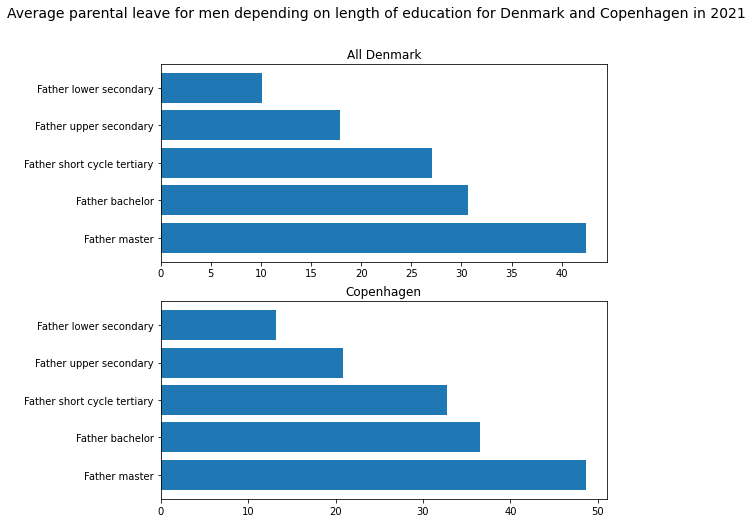 Average parental leave for men depending on length of education for Denmark and Copenhagen in 2021
All Denmark
Father lower secondary
Father upper secondary
Father short cycle tertiary
Father bachelor
Father master
0 5 10 15 20 25 30 35 40
Copenhagen
Father lower secondary
Father upper secondary
Father short cycle tertiary
Father bachelor
Father master
0 10 20 30 40 50